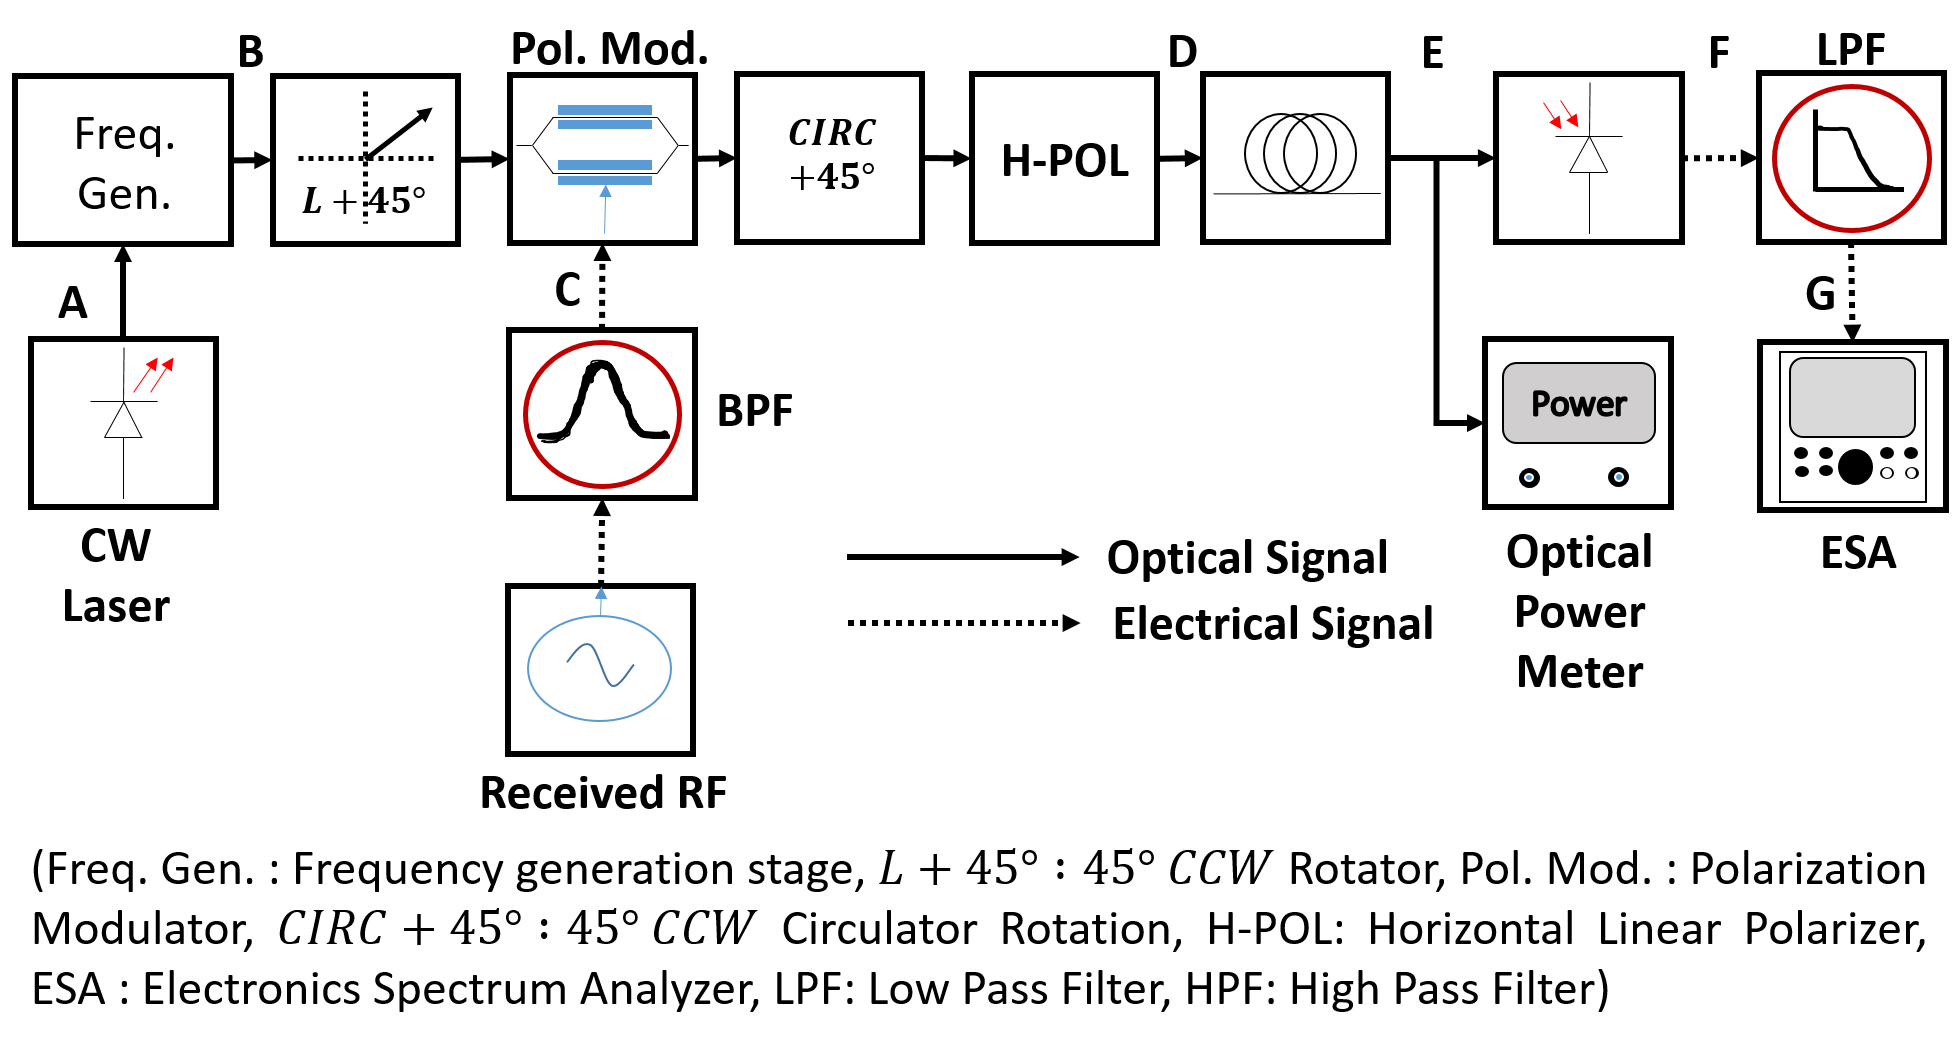 B
Pol. Mod.
D
E
F
LPF
Freq.
Gen.
L + 45°
CIRC
+45°
H-POL
A
C
G
BPF
Power
CW
Laser
Optical Signal
Electrical Signal
Optical
Power
Meter
ESA
Received RF
(Freq. Gen. : Frequency generation stage, L + 45° : 45° CCW Rotator, Pol. Mod. : Polarization
Modulator, CIRC + 45° : 45° CCW Circulator Rotation, H-POL: Horizontal Linear Polarizer,
ESA : Electronics Spectrum Analyzer, LPF: Low Pass Filter, HPF: High Pass Filter)